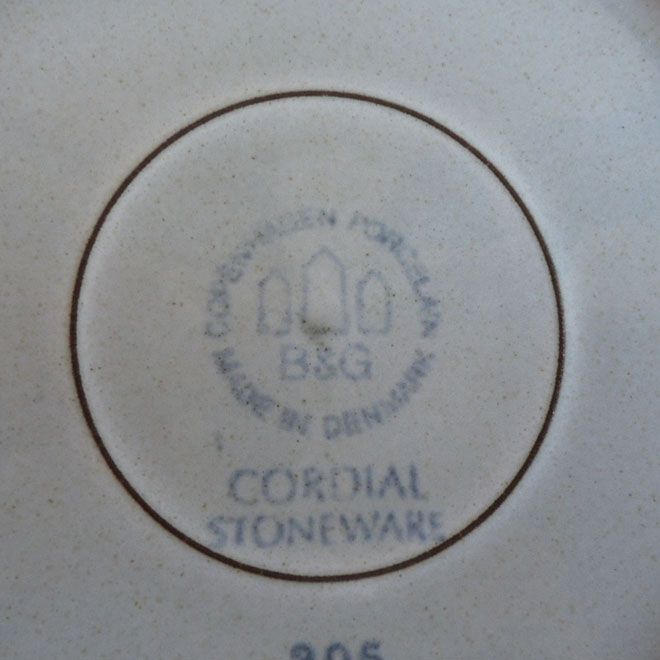 COPENHAGEN PORCELAIN
B&G
MADE IN DENMARK
CORDIAL
STONEWARE